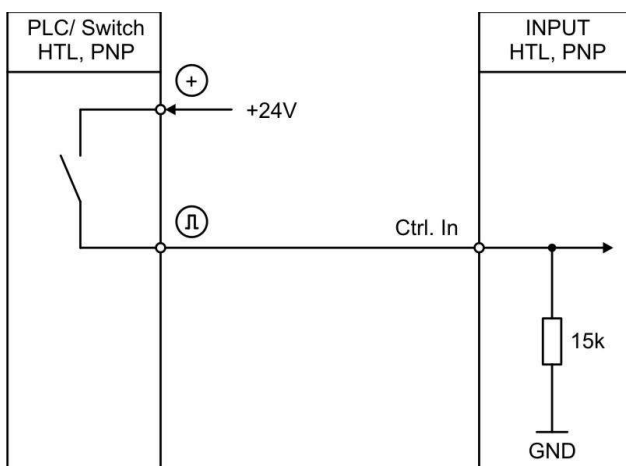 PLC/ Switch
HTL, PNP
INPUT
HTL, PNP
+
+24V
Ctrl. In
15k
GND